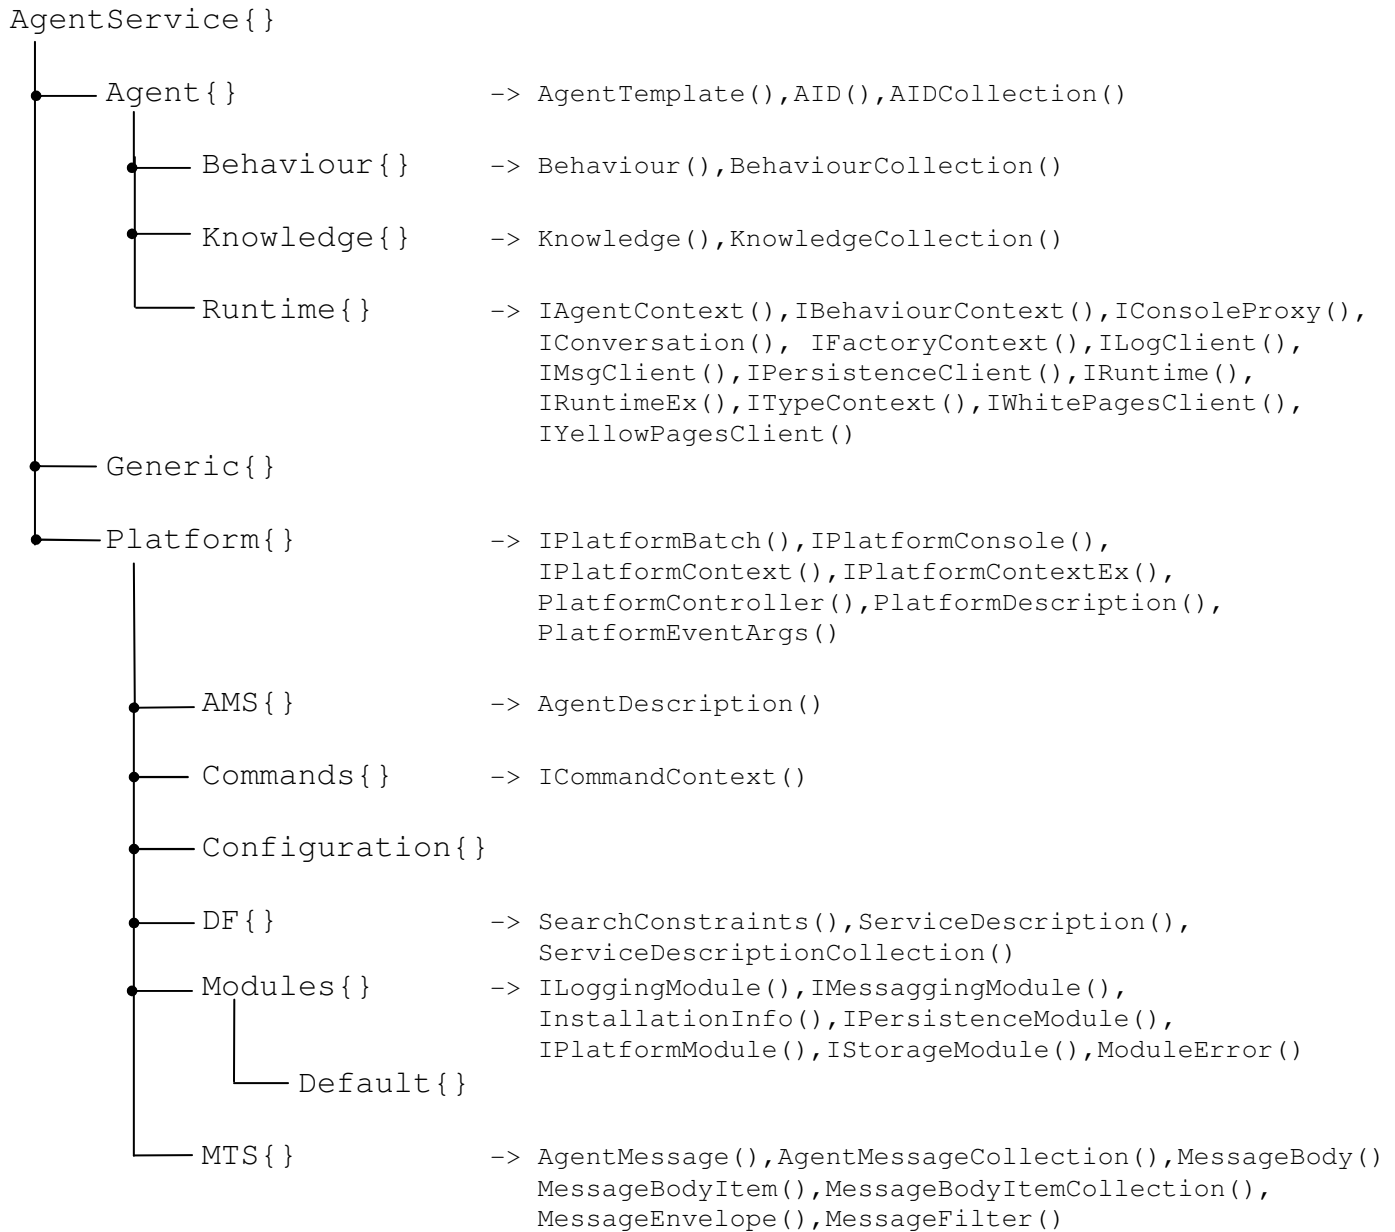 AgentService{}
Agent{} -> AgentTemplate(),AID(),AIDCollection()
Behaviour{} -> Behaviour(),BehaviourCollection()
Knowledge{} -> Knowledge(),KnowledgeCollection()
Runtime{} -> IAgentContext(),IBehaviourContext(),IConsoleProxy(),
IConversation(), IFactoryContext(),ILogClient(),
IMsgClient(),IPersistenceClient(),IRuntime(),
IRuntimeEx(),ITypeContext(),IWhitePagesClient(),
IYellowPagesClient()
Generic{}
Platform{} -> IPlatformBatch(),IPlatformConsole(),
IPlatformContext(),IPlatformContextEx(),
PlatformController(),PlatformDescription(),
PlatformEventArgs()
AMS{} -> AgentDescription()
Commands{} -> ICommandContext()
Configuration{}
DF{} -> SearchConstraints(),ServiceDescription(),
ServiceDescriptionCollection()
Modules{} -> ILoggingModule(),IMessaggingModule(),
InstallationInfo(),IPersistenceModule(),
IPlatformModule(),IStorageModule(),ModuleError()
Default{}
MTS{} -> AgentMessage(),AgentMessageCollection(),MessageBody()
MessageBodyItem(),MessageBodyItemCollection(),
MessageEnvelope(),MessageFilter()